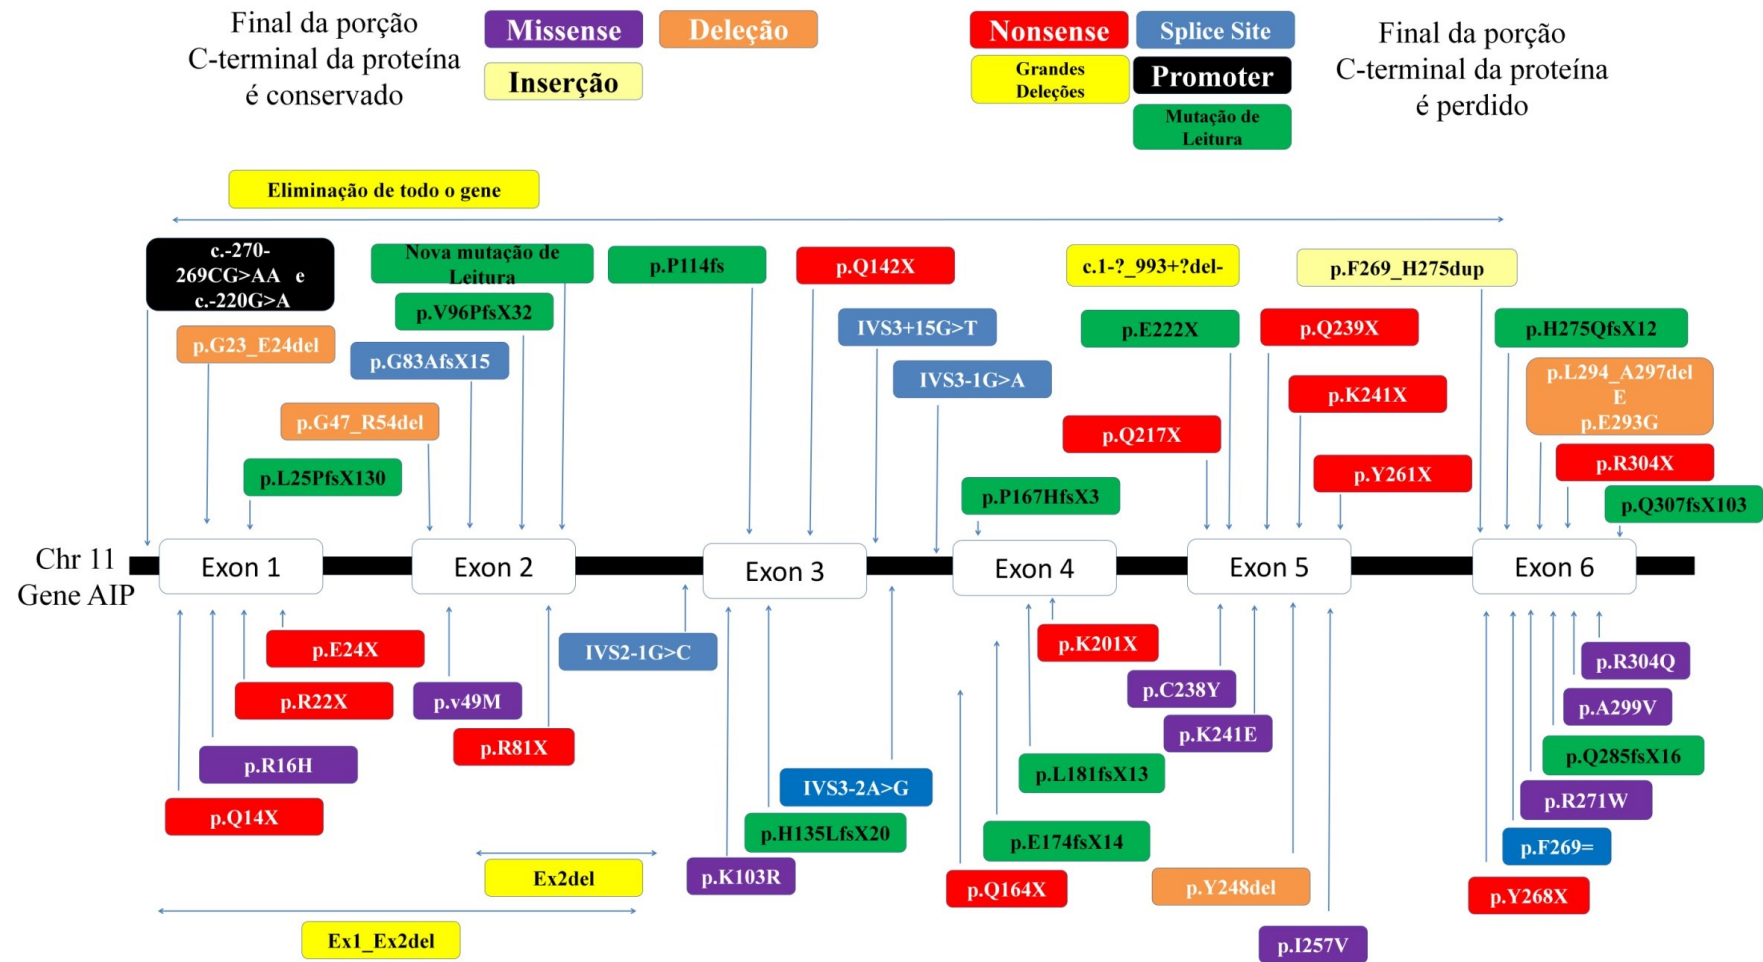 Final da porção
C-terminal da proteína
é conservado
Missense
Deleção
Inserção
Nonsense
Splice Site
Grandes
Deleções
Promoter
Mutação de
Leitura
Final da porção
C-terminal da proteína
é perdido
Eliminação de todo o gene
c.-270-
269CG>AA e
c.-220G>A
Nova mutação de
Leitura
p.P114fs
p.Q142X
c.1-?_993+?del-
p.F269_H275dup
p.V96PfsX32
IVS3+15G>T
p.E222X
p.Q239X
p.H275QfsX12
p.G23_E24del
p.G83AfsX15
IVS3-1G>A
p.K241X
p.L294_A297del
E
p.E293G
p.G47_R54del
p.Q217X
p.L25PfsX130
p.P167HfsX3
p.Y261X
p.R304X
p.Q307fsX103
Chr 11
Gene AIP
Exon 1
Exon 2
Exon 3
Exon 4
Exon 5
Exon 6
p.E24X
IVS2-1G>C
p.K201X
p.R304Q
p.R22X
p.v49M
p.C238Y
p.A299V
p.R81X
p.K241E
p.R16H
p.L181fsX13
p.Q285fsX16
IVS3-2A>G
p.R271W
p.Q14X
p.H135LfsX20
p.E174fsX14
p.F269=
Ex2del
p.K103R
p.Q164X
p.Y248del
p.Y268X
Ex1_Ex2del
p.I257V